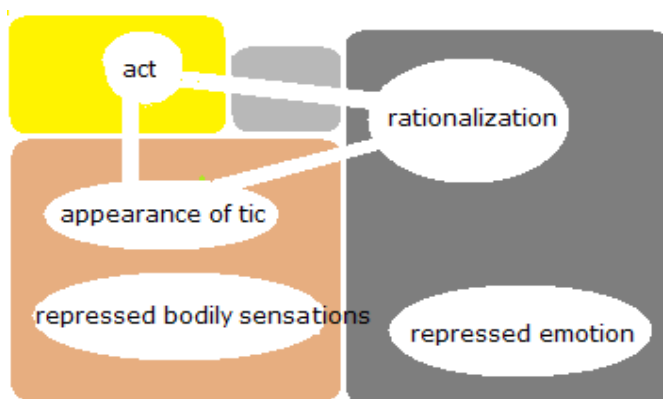 act
rationalization
appearance of tic
repressed bodily sensations
repressed emotion